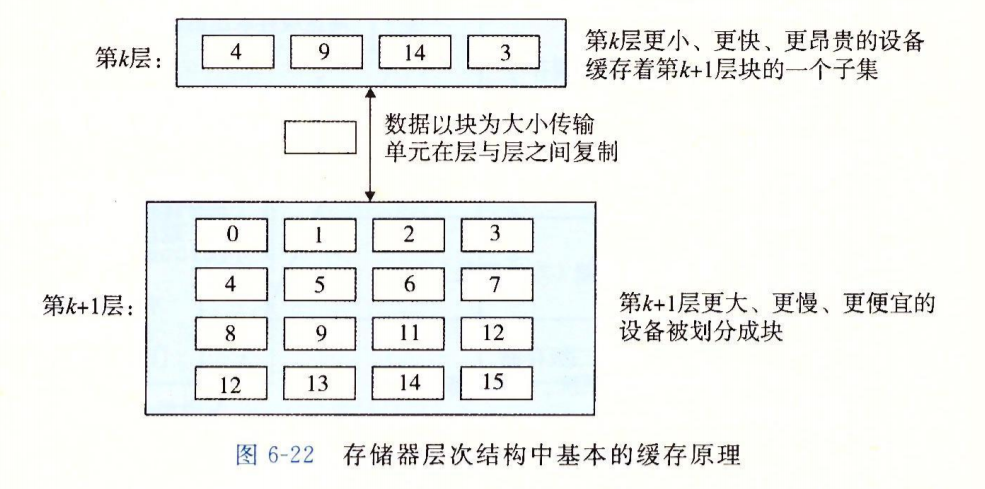 第k层：
4 9 14 3
第k层更小、更快、更昂贵的设备
缓存着第k+1层块的一个子集
数据以块为大小传输
单元在层与层之间复制
0 1 2 3
4 5 6 7
第k+1层：
8 9 11 12
12 13 14 15
第k+1层更大、更慢、更便宜的
设备被划分成块
图 6-22 存储器层次结构中基本的缓存原理